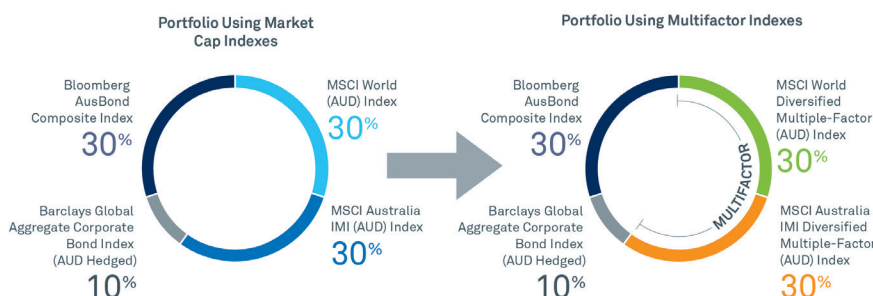 Portfolio Using Market
Cap Indexes
Bloomberg
AusBond
Composite Index
30%
MSCI World
(AUD) Index
30%
Barclays Global
Aggregate Corporate
Bond Index
(AUD Hedged)
10%
MSCI Australia
IMI (AUD) Index
30%
Portfolio Using Multifactor Indexes
Bloomberg
AusBond
Composite Index
30%
MSCI World
Diversified
Multiple-Factor
(AUD) Index
30%
MULTIFACTOR
Barclays Global
Aggregate Corporate
Bond Index
(AUD Hedged)
10%
MSCI Australia
IMI Diversified
Multiple-Factor
(AUD) Index
30%